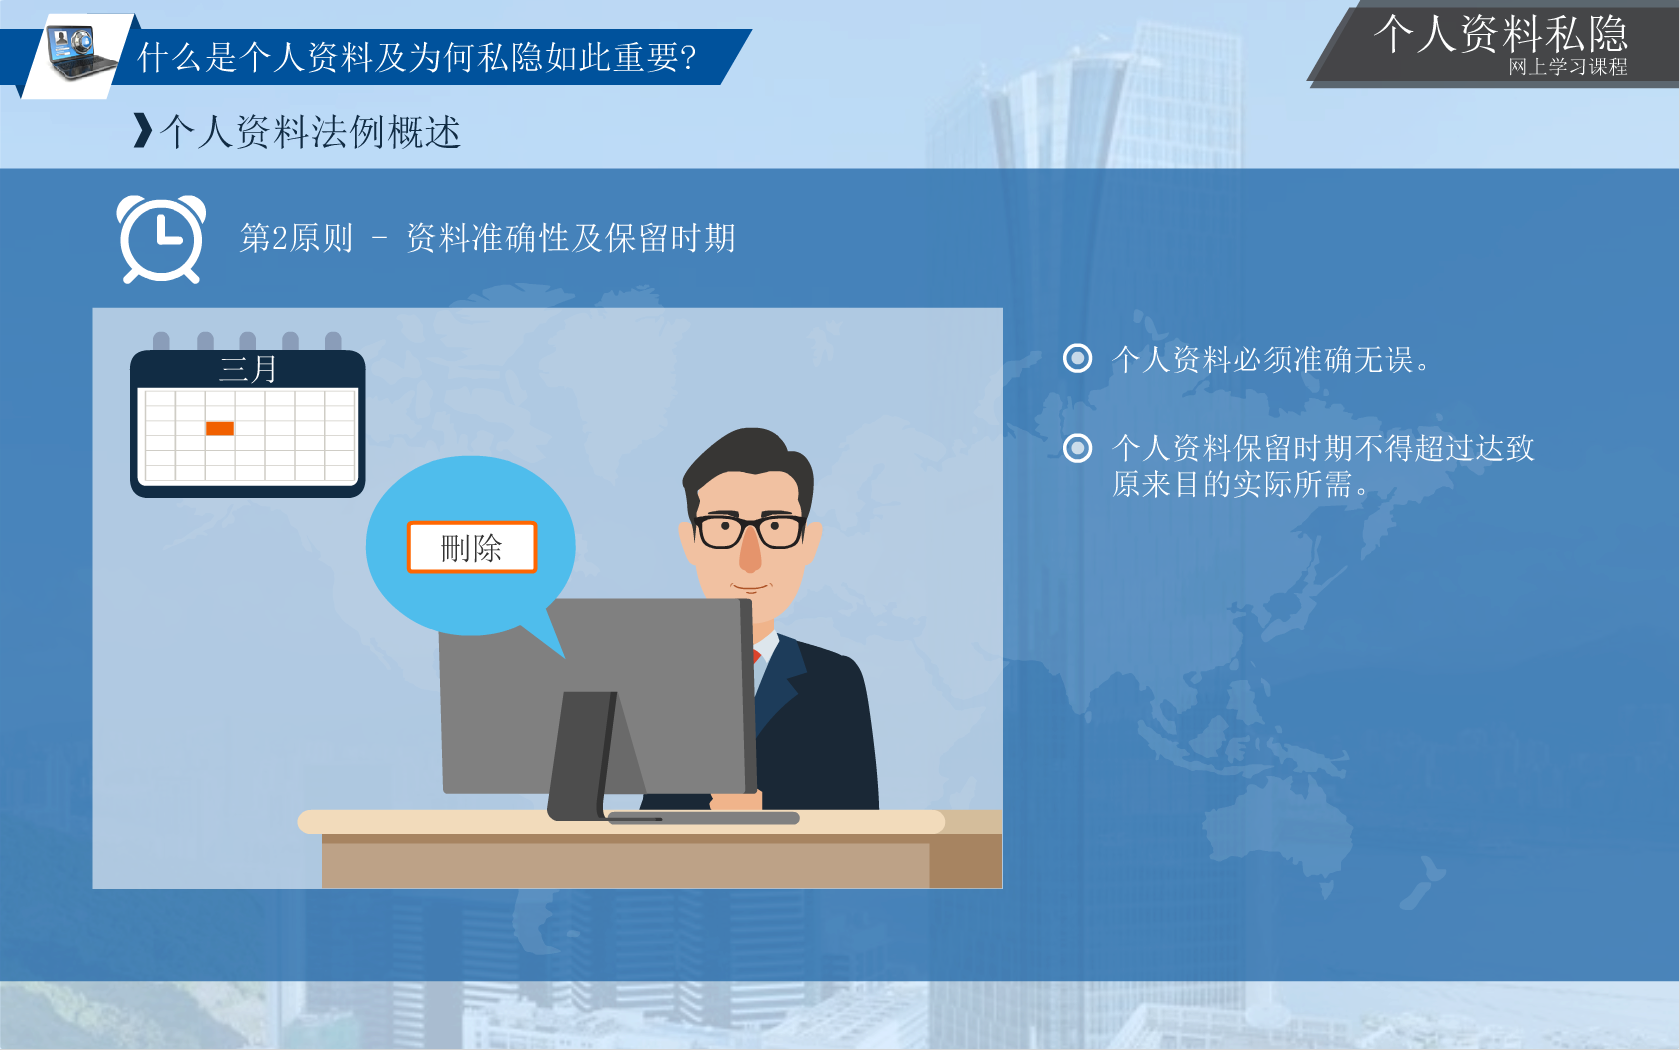 什么是个人资料及为何私隐如此重要?
个人资料私隐
网上学习课程
个人资料法例概述
第2原则 - 资料准确性及保留时期
三月
刪除
个人资料必须准确无误。
个人资料保留时期不得超过达致
原来目的实际所需。